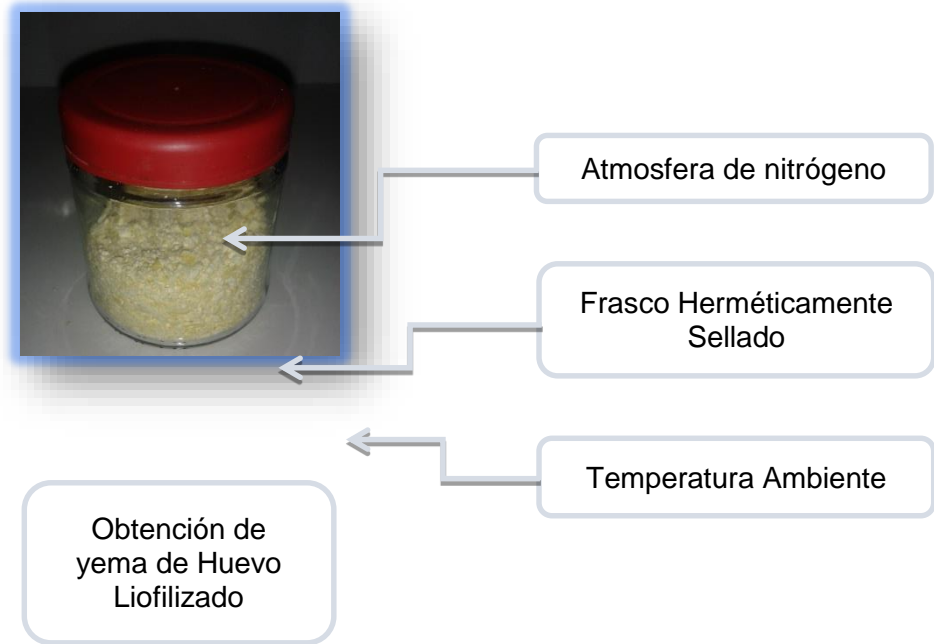 Atmosfera de nitrógeno
Frasco Herméticamente
Sellado
Temperatura Ambiente
Obtención de
yema de Huevo
Liofilizado